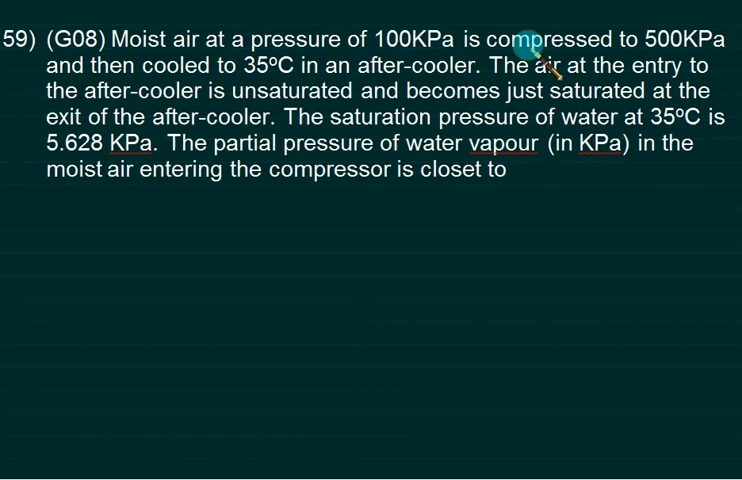 59) (G08) Moist air at a pressure of 100KPa is compressed to 500KPa
and then cooled to 35ºC in an after-cooler. The air at the entry to
the after-cooler is unsaturated and becomes just saturated at the
exit of the after-cooler. The saturation pressure of water at 35ºC is
5.628 KPa. The partial pressure of water vapour (in KPa) in the
moist air entering the compressor is closet to